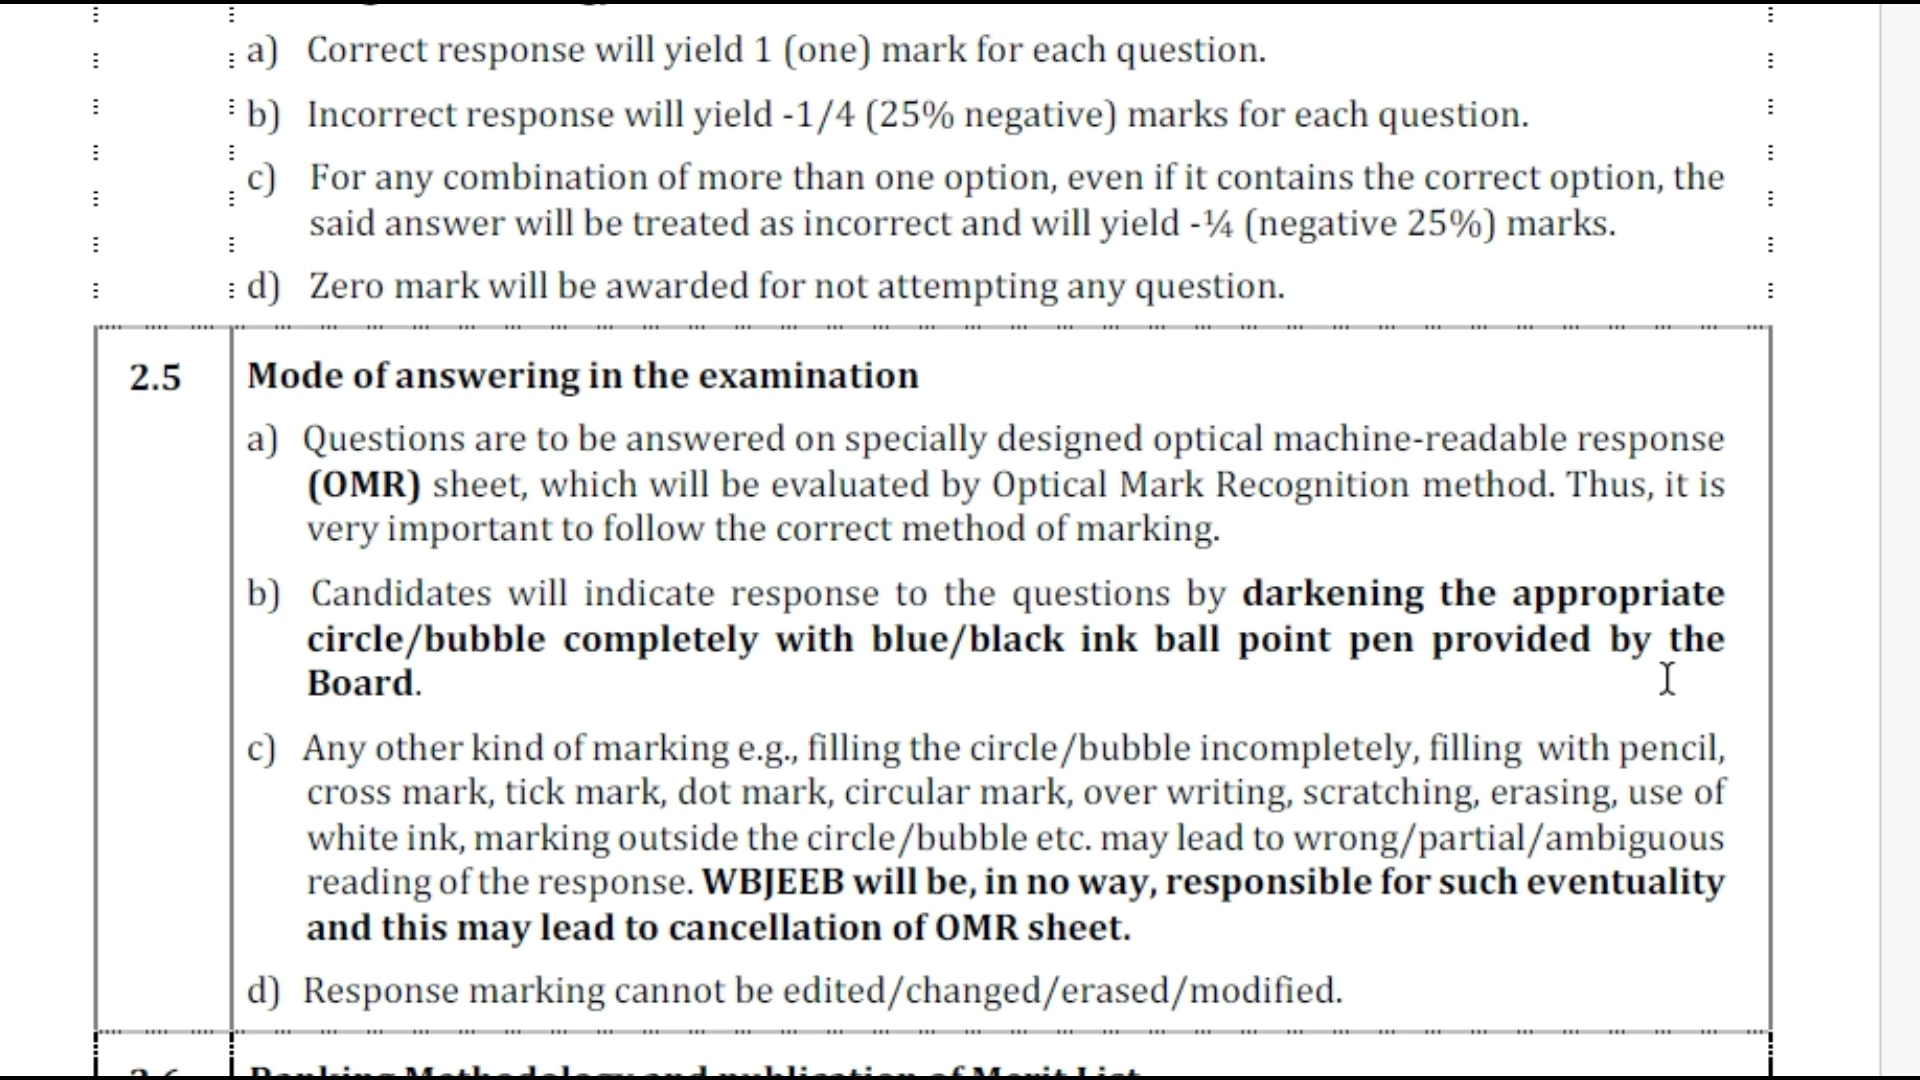 a) Correct response will yield 1 (one) mark for each question.
b) Incorrect response will yield -1/4 (25% negative) marks for each question.
c) For any combination of more than one option, even if it contains the correct option, the
said answer will be treated as incorrect and will yield -¼ (negative 25%) marks.
d) Zero mark will be awarded for not attempting any question.
2.5 Mode of answering in the examination
a) Questions are to be answered on specially designed optical machine-readable response
(OMR) sheet, which will be evaluated by Optical Mark Recognition method. Thus, it is
very important to follow the correct method of marking.
b) Candidates will indicate response to the questions by darkening the appropriate
circle/bubble completely with blue/black ink ball point pen provided by the
Board.
c) Any other kind of marking e.g., filling the circle/bubble incompletely, filling with pencil,
cross mark, tick mark, dot mark, circular mark, over writing, scratching, erasing, use of
white ink, marking outside the circle/bubble etc. may lead to wrong/partial/ambiguous
reading of the response. WBJEEB will be, in no way, responsible for such eventuality
and this may lead to cancellation of OMR sheet.
d) Response marking cannot be edited/changed/erased/modified.
2.6 Ranking Methodology and publication of Merit List